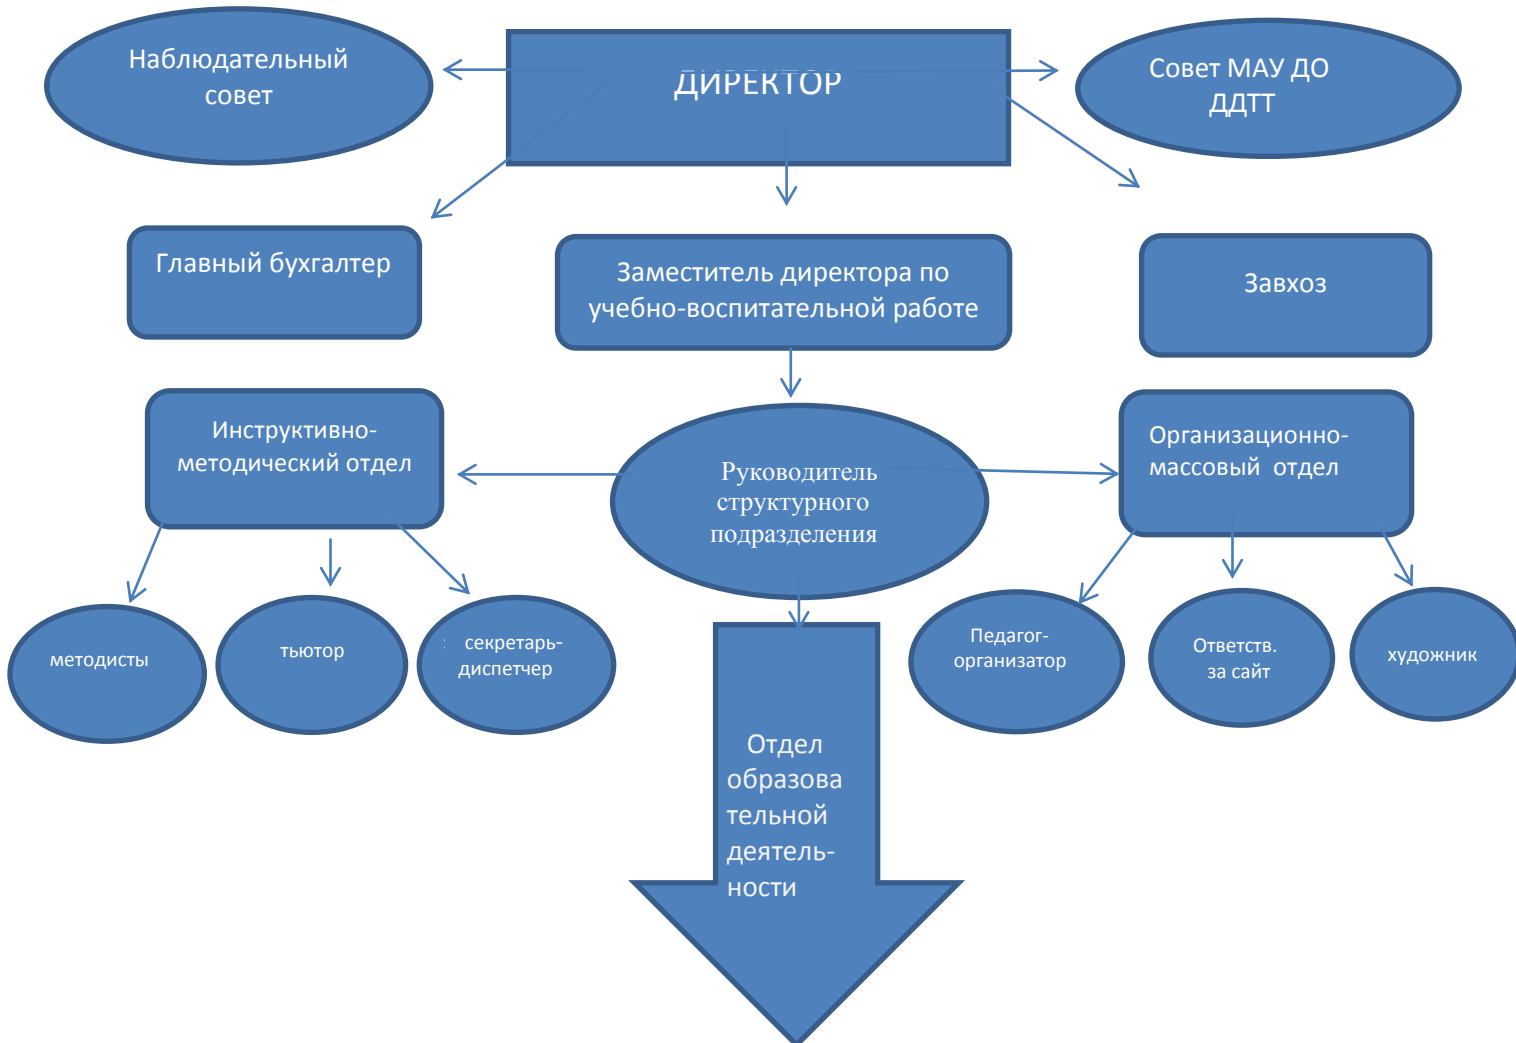 Наблюдательный
совет
ДИРЕКТОР
Совет МАУ ДО
ДДТТ
Главный бухгалтер
Заместитель директора по
учебно-воспитательной работе
Завхоз
Инструктивно-
методический отдел
Руководитель
структурного
подразделения
Организационно-
массовый отдел
методисты
тьютор
секретарь-
диспетчер
Педагог-
организатор
Ответств.
за сайт
художник
Отдел
образова
тельной
деятель-
ности